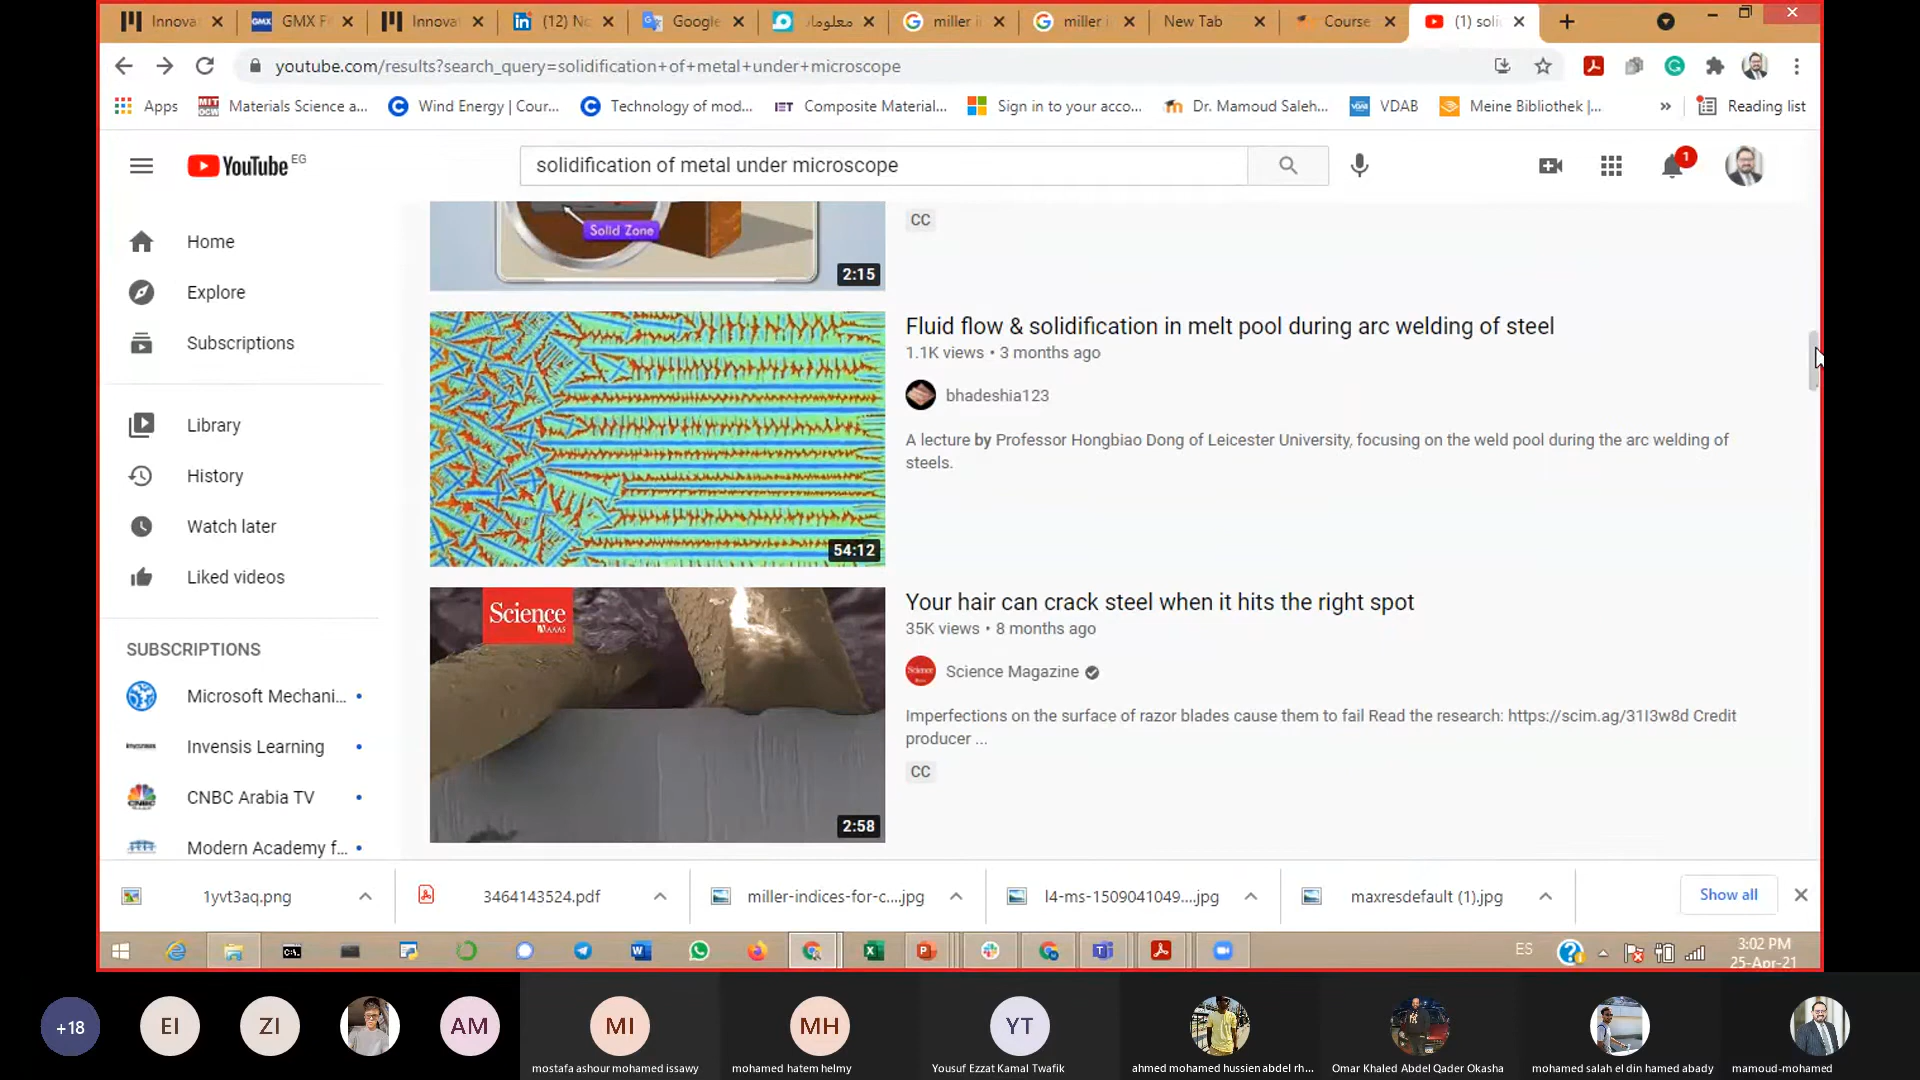 Innova
GMX F
Innova
(12) N
Google
معلومات
miller i
miller i
New Tab
Course
(1) soli
youtube.com/results?search_query=solidification+of+metal+under+microscope
Apps
Materials Science a...
Wind Energy | Cour...
Technology of mod...
IET
Composite Material...
Sign in to your acco...
Dr. Mamoud Saleh...
VDAB
Meine Bibliothek |...
»
Reading list
YouTube EG
solidification of metal under microscope
1
Home
Explore
Subscriptions
Library
History
Watch later
Liked videos
SUBSCRIPTIONS
Microsoft Mechani...
Invensis Learning
CNBC Arabia TV
Modern Academy f...
Solid Zone
2:15
CC
54:12
Fluid flow & solidification in melt pool during arc welding of steel
1.1K views • 3 months ago
bhadeshia123
A lecture by Professor Hongbiao Dong of Leicester University, focusing on the weld pool during the arc welding of
steels.
Science
AAAS
2:58
Your hair can crack steel when it hits the right spot
35K views • 8 months ago
Science Magazine
Imperfections on the surface of razor blades cause them to fail Read the research: https://scim.ag/31I3w8d Credit
producer ...
CC
1yvt3aq.png
3464143524.pdf
miller-indices-for-c....jpg
l4-ms-1509041049....jpg
maxresdefault (1).jpg
Show all
ES
3:02 PM
25-Apr-21
+18
EI
ZI
AM
MI
mostafa ashour mohamed issawy
MH
mohamed hatem helmy
YT
Yousuf Ezzat Kamal Twafik
ahmed mohamed hussien abdel rh...
Omar Khaled Abdel Qader Okasha
mohamed salah el din hamed abady
mamoud-mohamed